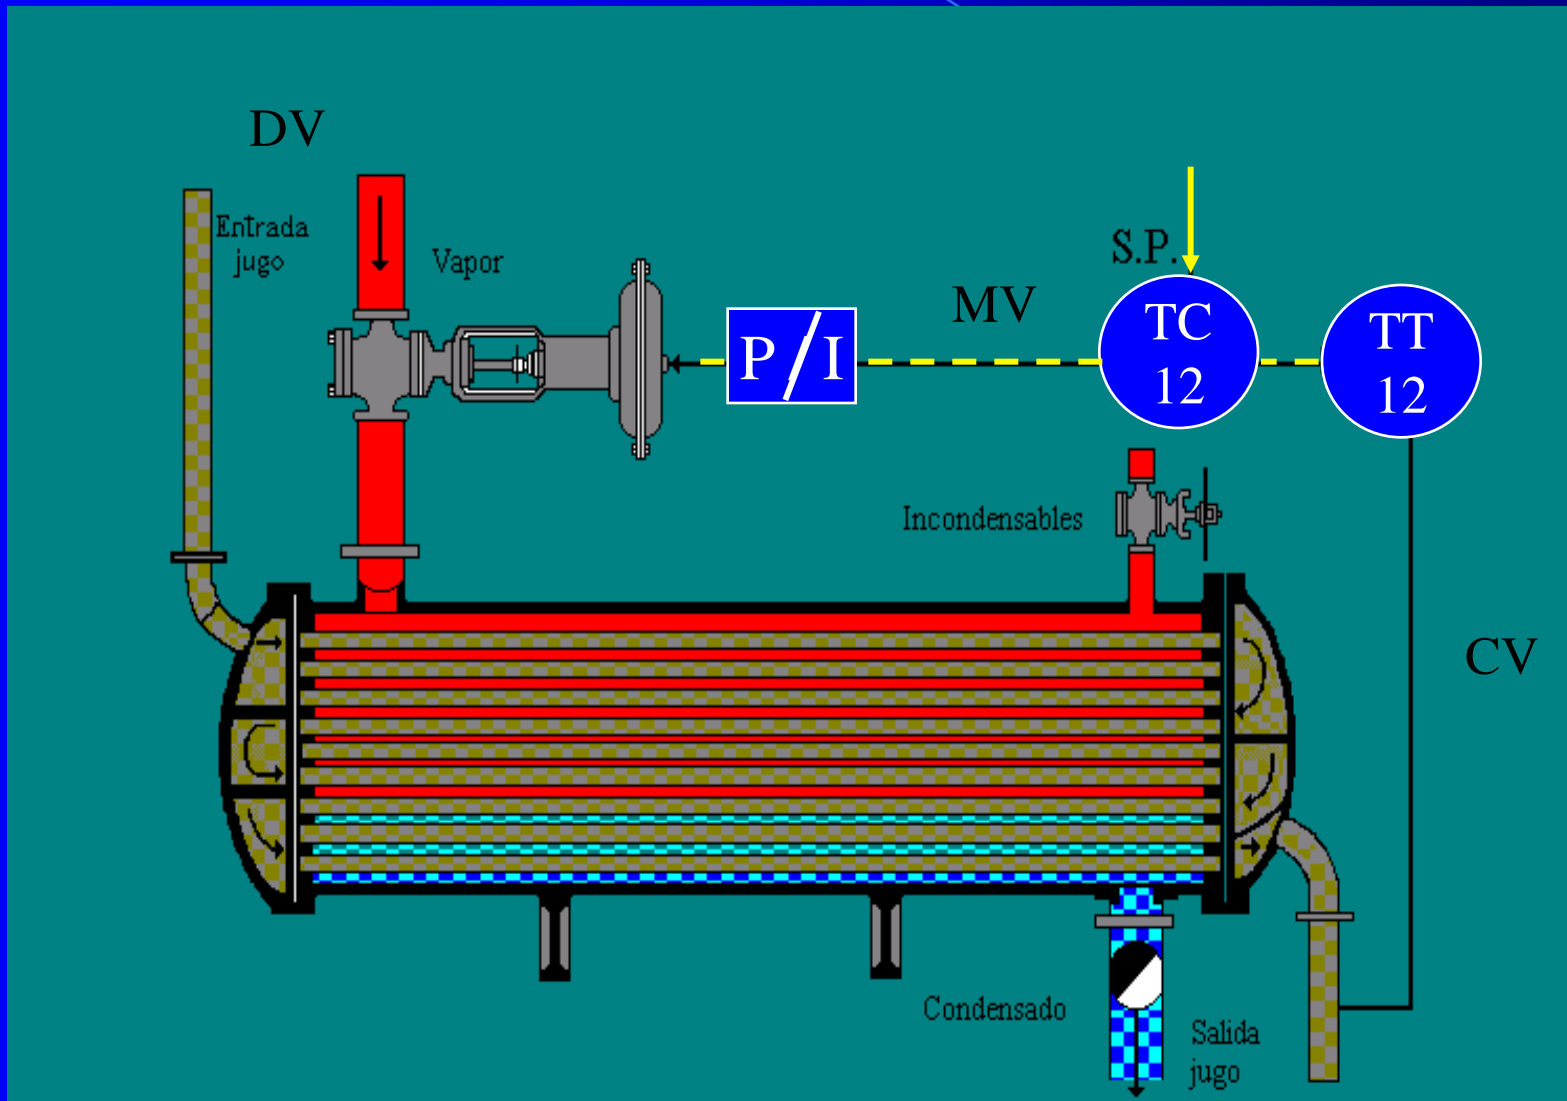 DV
Entrada
jugo
Vapor
S.P.
MV
P/I
TC
12
TT
12
Incondensables
CV
Condensado
Salida
jugo